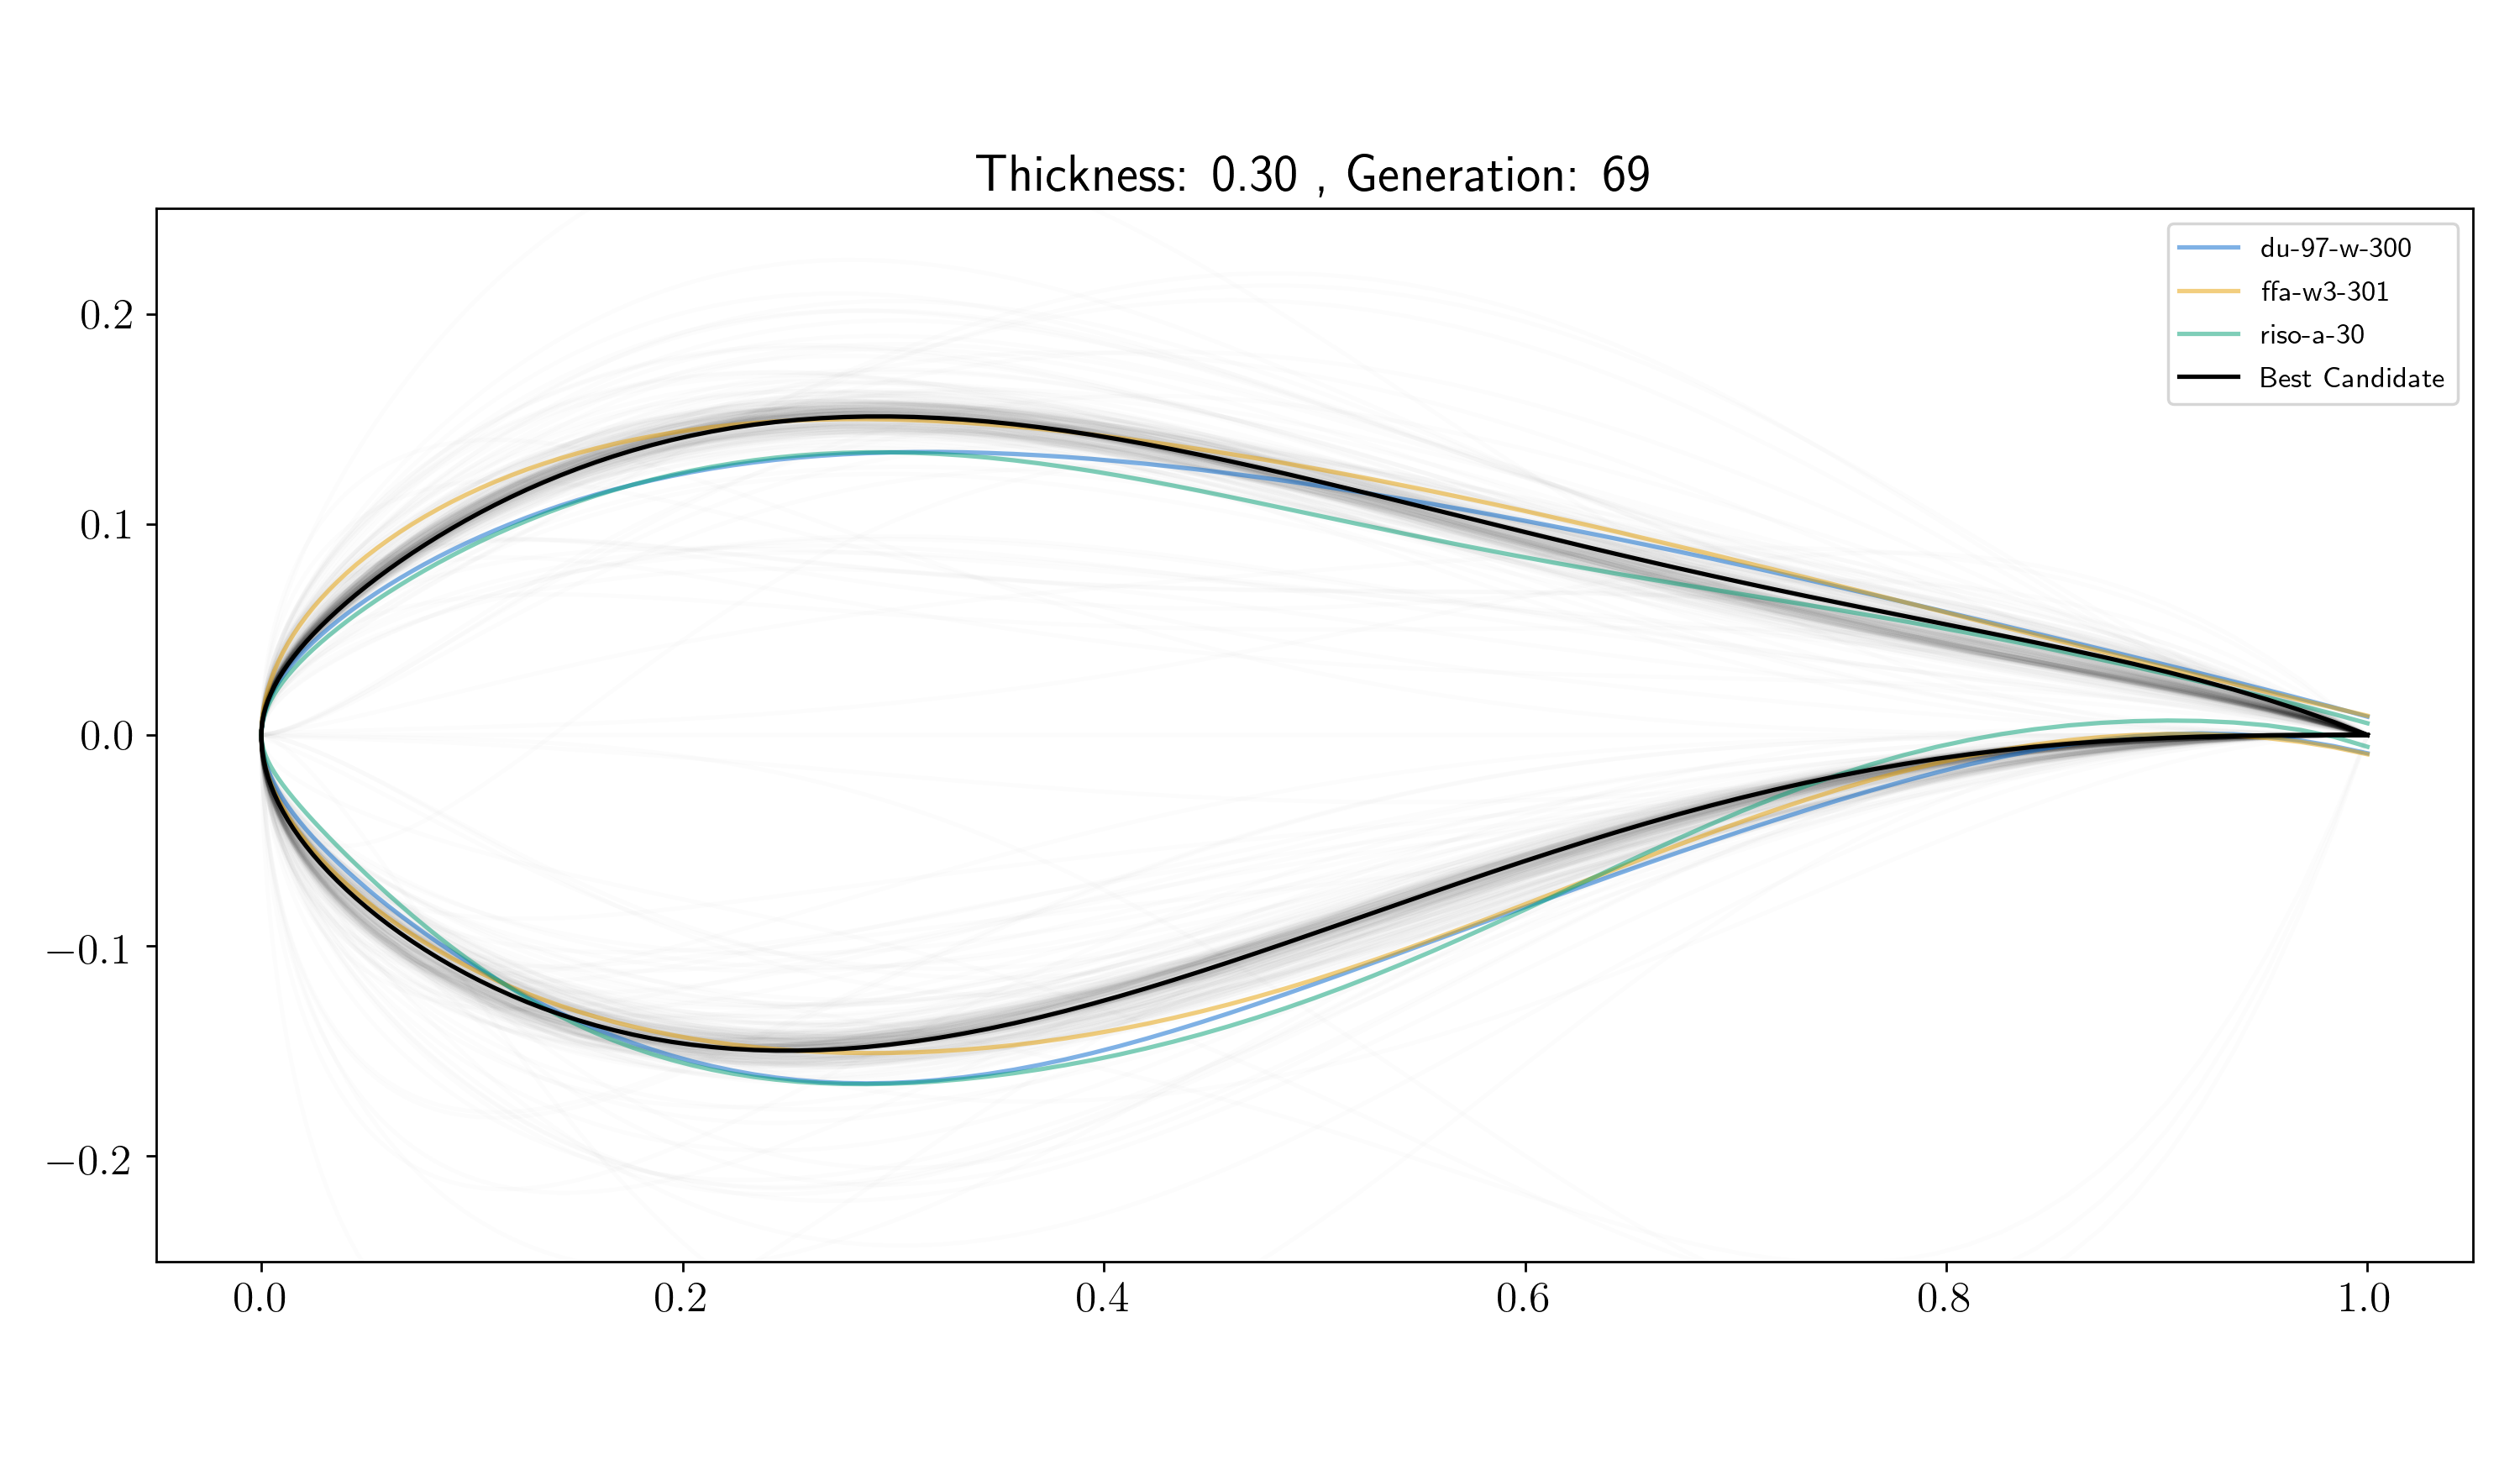 Thickness: 0.30 , Generation: 69
du-97-w-300
ffa-w3-301
riso-a-30
Best Candidate
0.2
0.1
0.0
−0.1
−0.2
0.0 0.2 0.4 0.6 0.8 1.0